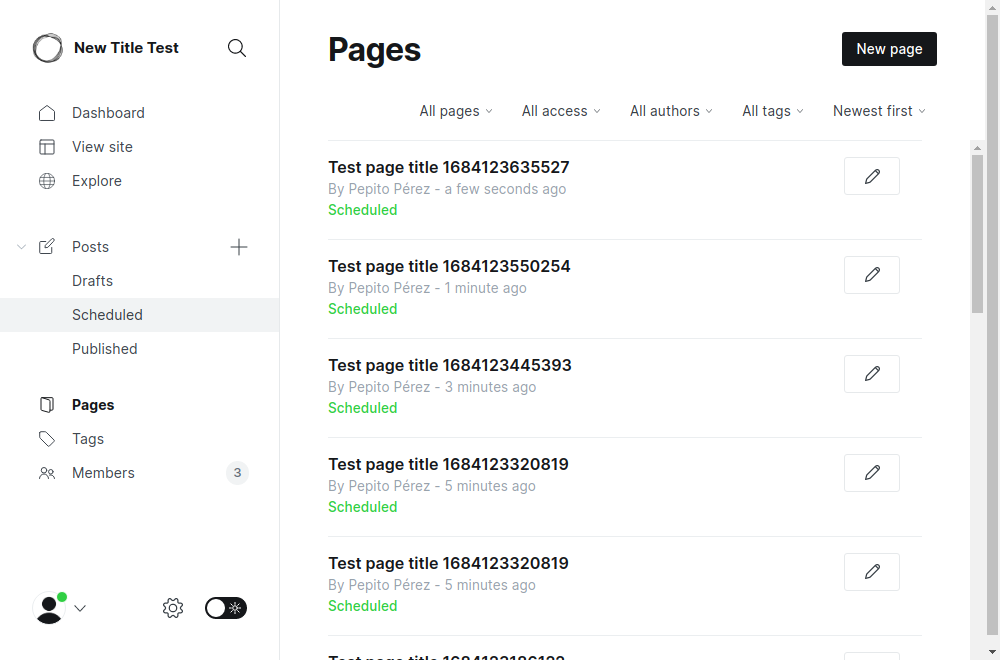 New Title Test
Dashboard
View site
Explore
Posts
Drafts
Scheduled
Published
Pages
Tags
Members 3
Pages
New page
All pages All access All authors All tags Newest first
Test page title 1684123635527
By Pepito Pérez - a few seconds ago
Scheduled
Test page title 1684123550254
By Pepito Pérez - 1 minute ago
Scheduled
Test page title 1684123445393
By Pepito Pérez - 3 minutes ago
Scheduled
Test page title 1684123320819
By Pepito Pérez - 5 minutes ago
Scheduled
Test page title 1684123320819
By Pepito Pérez - 5 minutes ago
Scheduled
Test page title